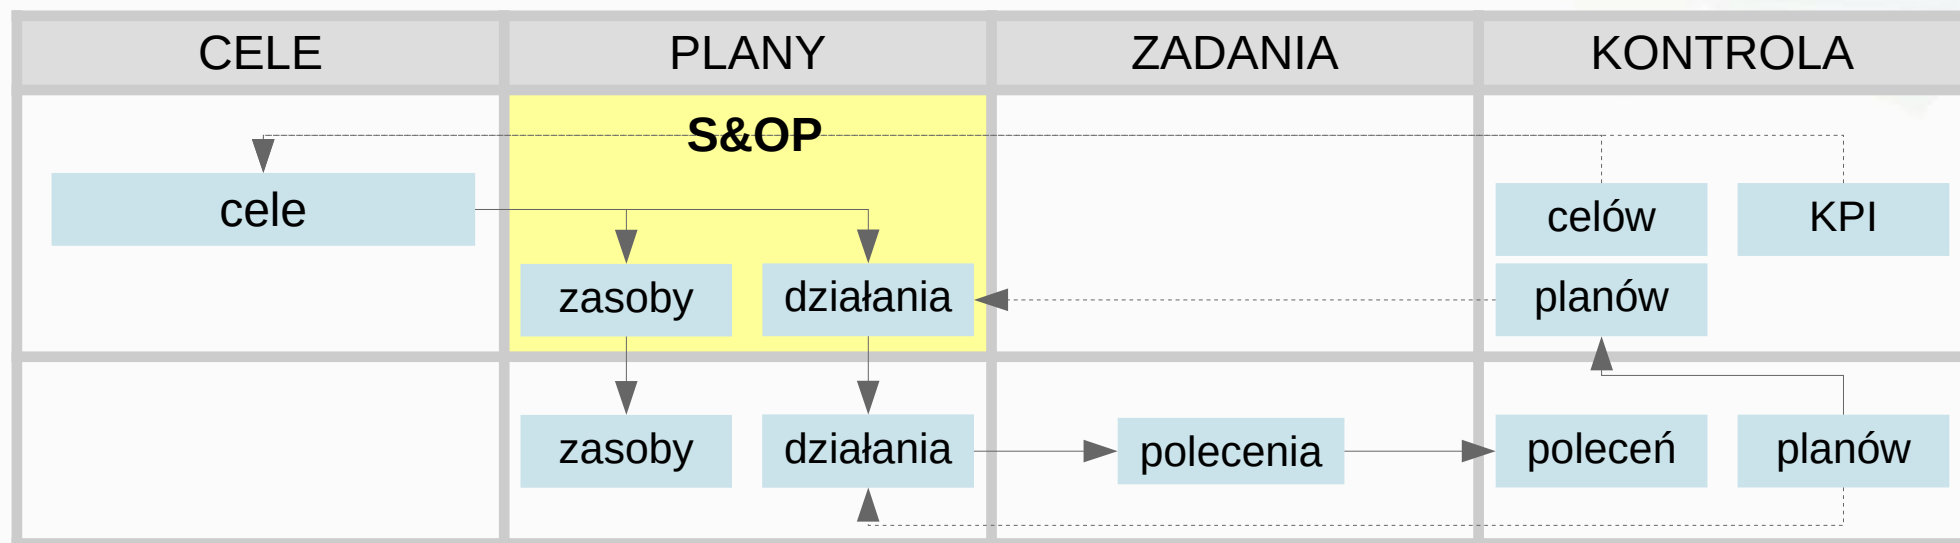 CELE
PLANY
ZADANIA
KONTROLA
S&OP
cele
celów
KPI
zasoby
działania
planów
zasoby
działania
polecenia
poleceń
planów